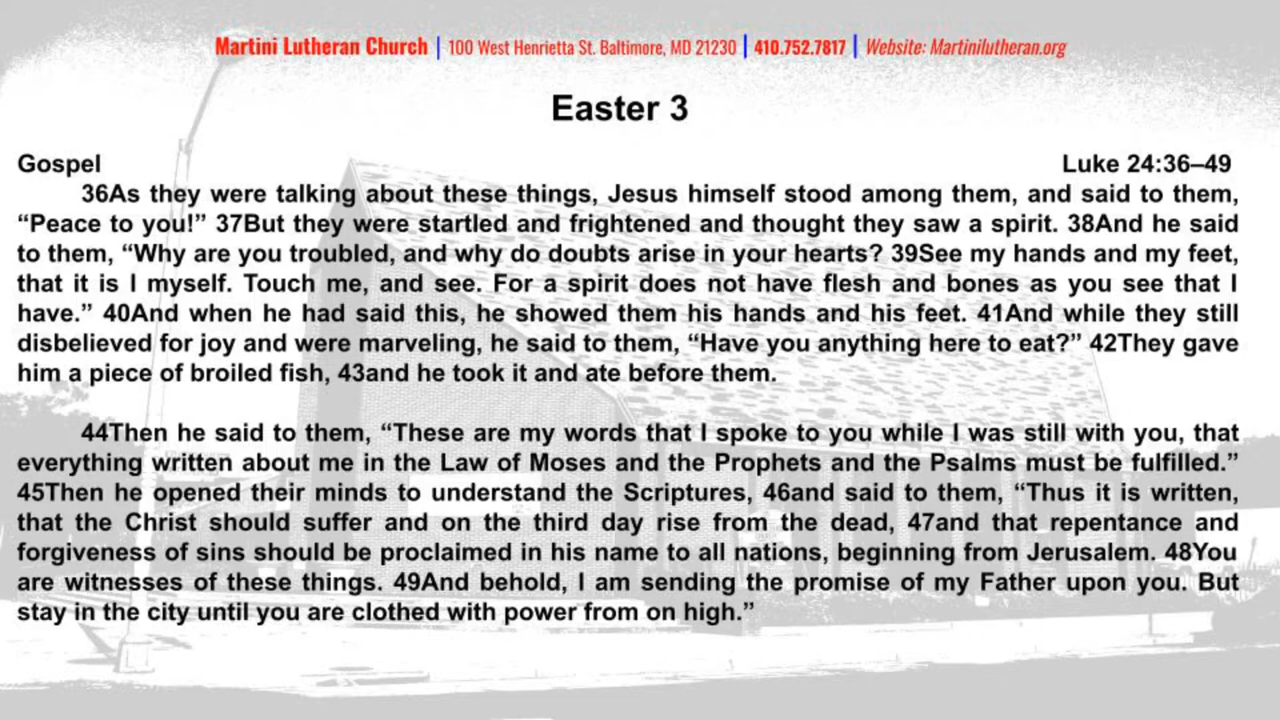 Martini Lutheran Church | 100 West Henrietta St. Baltimore, MD 21230 | 410.752.7817 | Website: Martinilutheran.org
Easter 3
Gospel Luke 24:36–49
36As they were talking about these things, Jesus himself stood among them, and said to them,
“Peace to you!” 37But they were startled and frightened and thought they saw a spirit. 38And he said
to them, “Why are you troubled, and why do doubts arise in your hearts? 39See my hands and my feet,
that it is I myself. Touch me, and see. For a spirit does not have flesh and bones as you see that I
have.” 40And when he had said this, he showed them his hands and his feet. 41And while they still
disbelieved for joy and were marveling, he said to them, “Have you anything here to eat?” 42They gave
him a piece of broiled fish, 43and he took it and ate before them.
44Then he said to them, “These are my words that I spoke to you while I was still with you, that
everything written about me in the Law of Moses and the Prophets and the Psalms must be fulfilled.”
45Then he opened their minds to understand the Scriptures, 46and said to them, “Thus it is written,
that the Christ should suffer and on the third day rise from the dead, 47and that repentance and
forgiveness of sins should be proclaimed in his name to all nations, beginning from Jerusalem. 48You
are witnesses of these things. 49And behold, I am sending the promise of my Father upon you. But
stay in the city until you are clothed with power from on high.”